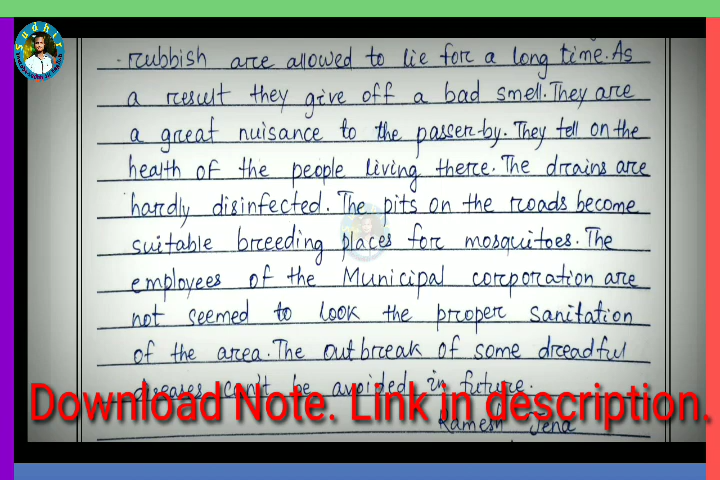 Sudhir
rubbish are allowed to lie for a long time. As
a result they give off a bad smell. They are
a great nuisance to the passer-by. They tell on the
health of the people living there. The drains are
hardly disinfected. The pits on the roads become
suitable breeding places for mosquitoes. The
employees of the Municipal corporation are
not seemed to look the proper sanitation
of the area. The outbreak of some dreadful
diseases can't be avoided in future.
Download Note. Link in description.
Ramesh Jena